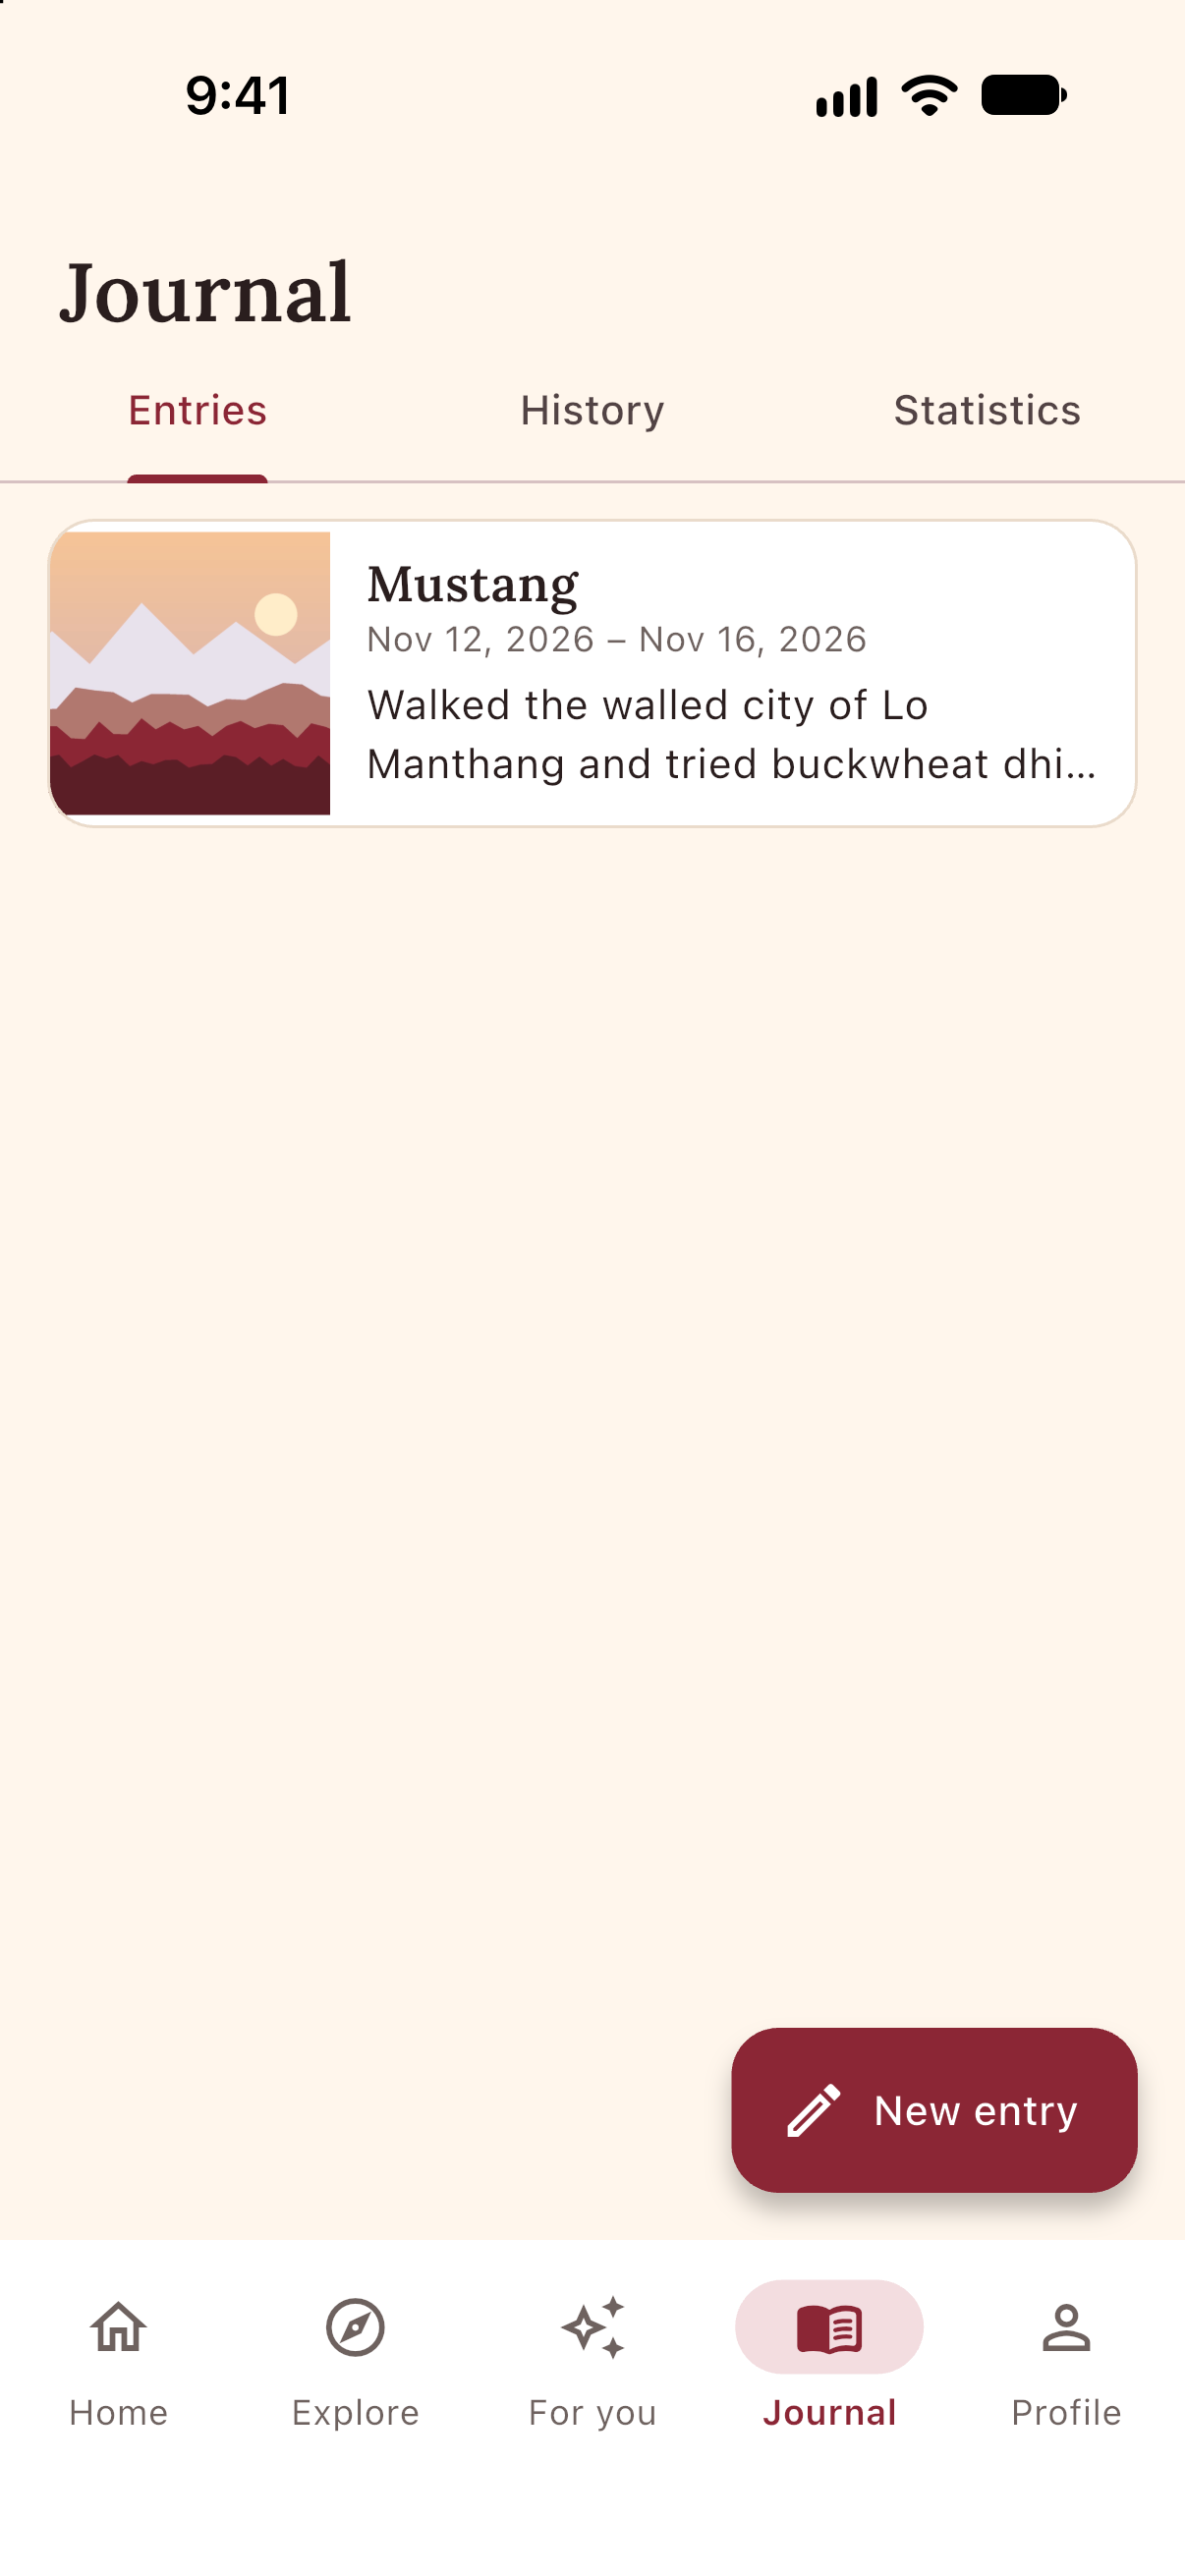 9:41
Journal
Entries
History
Statistics
Mustang
Nov 12, 2026 – Nov 16, 2026
Walked the walled city of Lo
Manthang and tried buckwheat dhi...
New entry
Home
Explore
For you
Journal
Profile